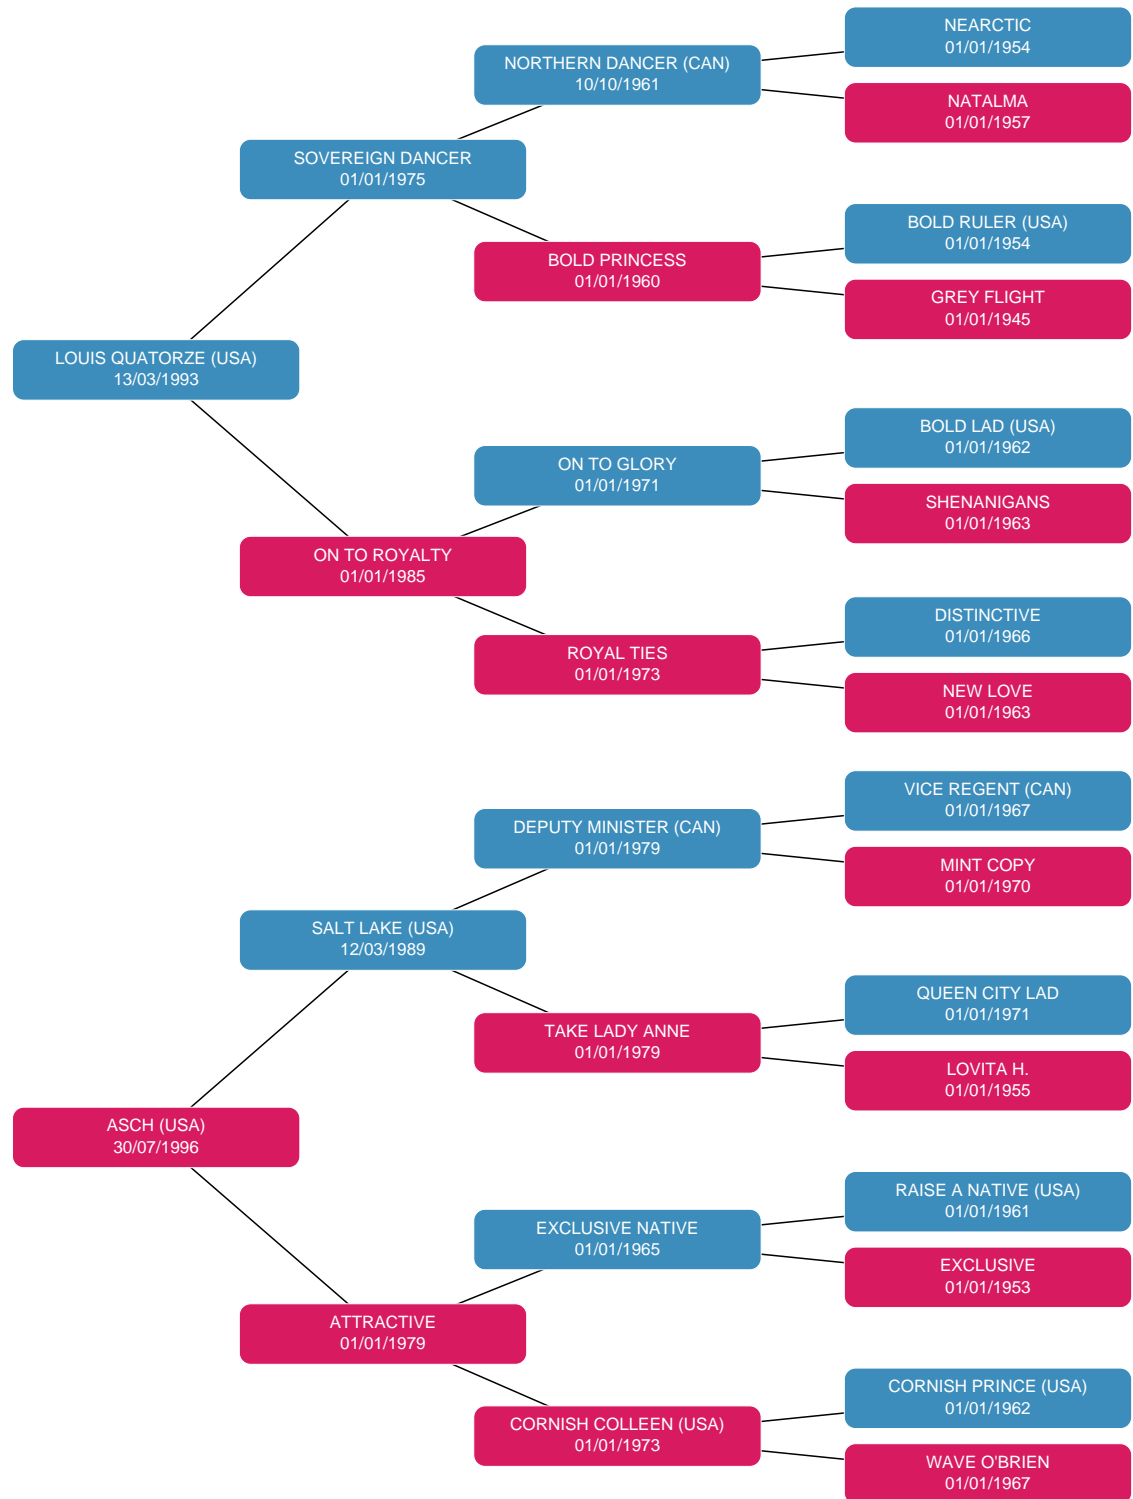 NEARCTIC
01/01/1954
NORTHERN DANCER (CAN)
10/10/1961
NATALMA
01/01/1957
SOVEREIGN DANCER
01/01/1975
BOLD RULER (USA)
01/01/1954
BOLD PRINCESS
01/01/1960
GREY FLIGHT
01/01/1945
LOUIS QUATORZE (USA)
13/03/1993
BOLD LAD (USA)
01/01/1962
ON TO GLORY
01/01/1971
SHENANIGANS
01/01/1963
ON TO ROYALTY
01/01/1985
DISTINCTIVE
01/01/1966
ROYAL TIES
01/01/1973
NEW LOVE
01/01/1963
VICE REGENT (CAN)
01/01/1967
DEPUTY MINISTER (CAN)
01/01/1979
MINT COPY
01/01/1970
SALT LAKE (USA)
12/03/1989
QUEEN CITY LAD
01/01/1971
TAKE LADY ANNE
01/01/1979
LOVITA H.
01/01/1955
ASCH (USA)
30/07/1996
RAISE A NATIVE (USA)
01/01/1961
EXCLUSIVE NATIVE
01/01/1965
EXCLUSIVE
01/01/1953
ATTRACTIVE
01/01/1979
CORNISH PRINCE (USA)
01/01/1962
CORNISH COLLEEN (USA)
01/01/1973
WAVE O'BRIEN
01/01/1967